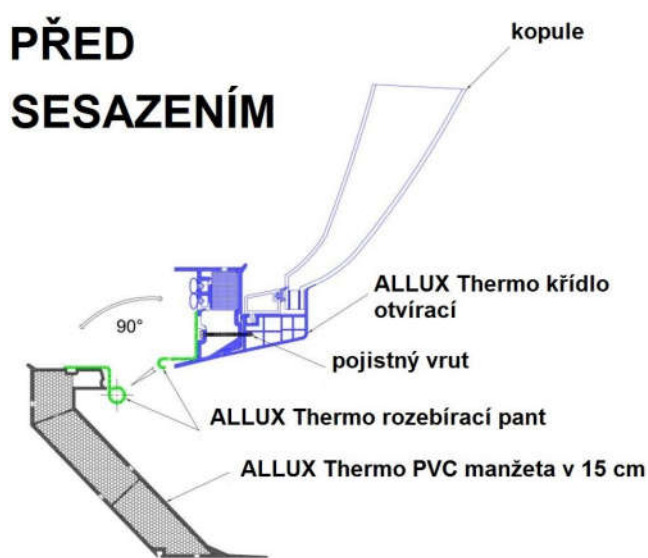 PŘED
SESAZENÍM
kopule
ALLUX Thermo křídlo
otvírací
90°
pojistný vrut
ALLUX Thermo rozebírací pant
ALLUX Thermo PVC manžeta v 15 cm